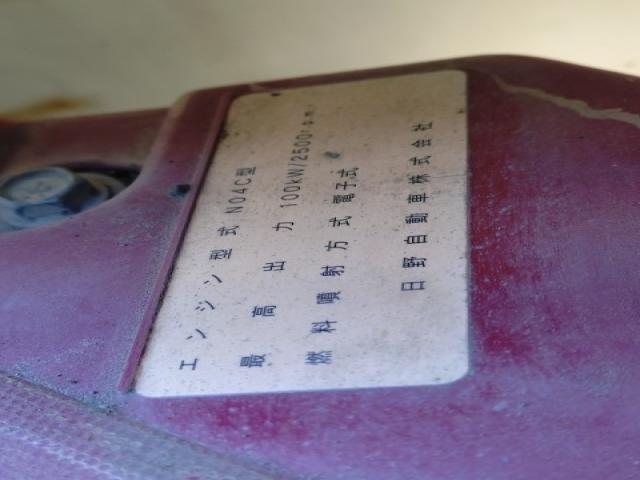 エンジン型式 N04C型
最高出力 100kW/2500r.p.m.
燃料噴射方式 電子式
日野自動車株式会社